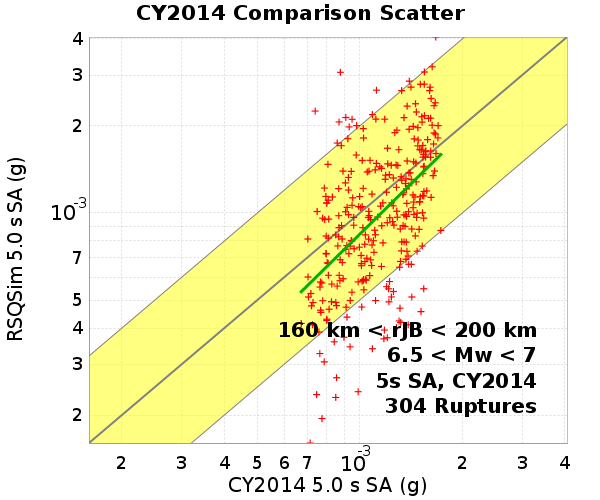 CY2014 Comparison Scatter
RSQSim 5.0 s SA (g)
4
3
2
10⁻³
7
5
4
3
2
160 km < rJB < 200 km
6.5 < Mw < 7
5s SA, CY2014
304 Ruptures
2 3 4 5 6 7 10⁻³ 2 3 4
CY2014 5.0 s SA (g)